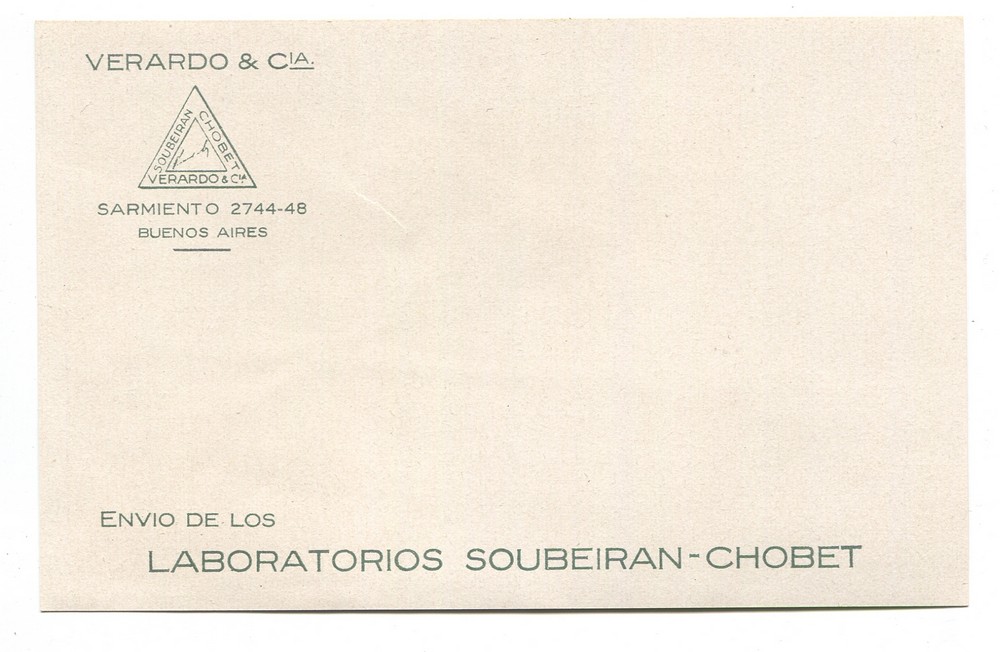 VERARDO & CIA.
SOUBEIRAN
CHOBET
VERARDO & CIA
SARMIENTO 2744-48
BUENOS AIRES
ENVIO DE LOS
LABORATORIOS SOUBEIRAN-CHOBET